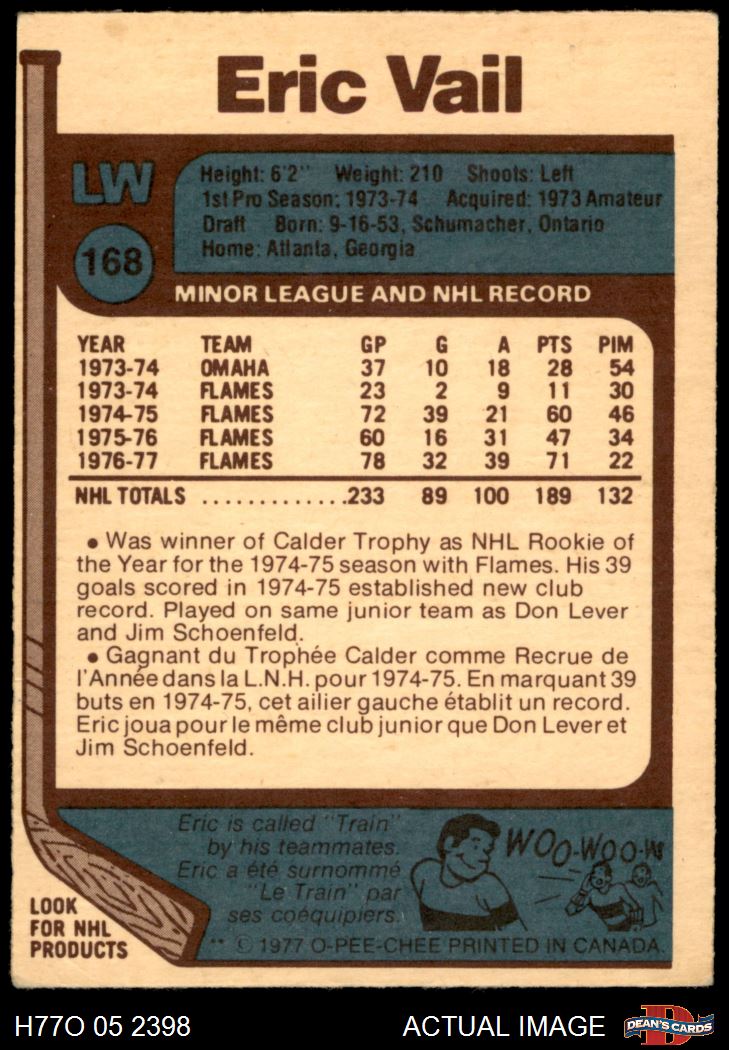 Eric Vail
LW
168
Height: 6'2" Weight: 210 Shoots: Left
1st Pro Season: 1973-74 Acquired: 1973 Amateur
Draft Born: 9-16-53, Schumacher, Ontario
Home: Atlanta, Georgia
MINOR LEAGUE AND NHL RECORD
YEAR TEAM GP G A PTS PIM
1973-74 OMAHA 37 10 18 28 54
1973-74 FLAMES 23 2 9 11 30
1974-75 FLAMES 72 39 21 60 46
1975-76 FLAMES 60 16 31 47 34
1976-77 FLAMES 78 32 39 71 22
NHL TOTALS .............233 89 100 189 132
• Was winner of Calder Trophy as NHL Rookie of
the Year for the 1974-75 season with Flames. His 39
goals scored in 1974-75 established new club
record. Played on same junior team as Don Lever
and Jim Schoenfeld.
• Gagnant du Trophée Calder comme Recrue de
l'Année dans la L.N.H. pour 1974-75. En marquant 39
buts en 1974-75, cet ailier gauche établit un record.
Eric joua pour le même club junior que Don Lever et
Jim Schoenfeld.
Eric is called "Train"
by his teammates.
Eric a été surnommé
"Le Train" par
ses coéquipiers.
WOO-WOO-W
LOOK
FOR NHL
PRODUCTS
** © 1977 O-PEE-CHEE PRINTED IN CANADA.
H77O 05 2398 ACTUAL IMAGE
D
DEAN'S CARDS